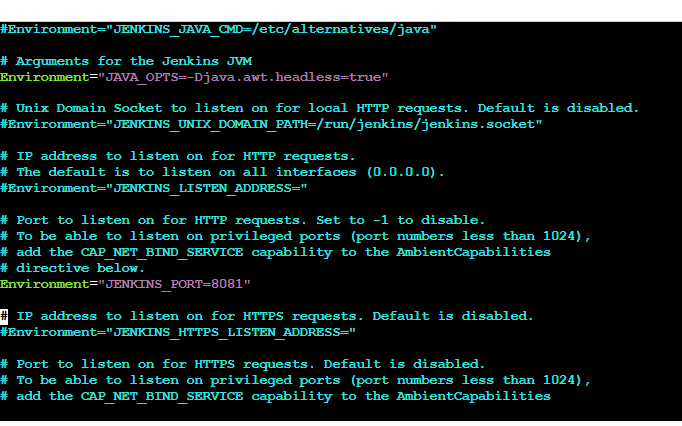 #Environment="JENKINS_JAVA_CMD=/etc/alternatives/java"
# Arguments for the Jenkins JVM
Environment="JAVA_OPTS=-Djava.awt.headless=true"
# Unix Domain Socket to listen on for local HTTP requests. Default is disabled.
#Environment="JENKINS_UNIX_DOMAIN_PATH=/run/jenkins/jenkins.socket"
# IP address to listen on for HTTP requests.
# The default is to listen on all interfaces (0.0.0.0).
#Environment="JENKINS_LISTEN_ADDRESS="
# Port to listen on for HTTP requests. Set to -1 to disable.
# To be able to listen on privileged ports (port numbers less than 1024),
# add the CAP_NET_BIND_SERVICE capability to the AmbientCapabilities
# directive below.
Environment="JENKINS_PORT=8081"
# IP address to listen on for HTTPS requests. Default is disabled.
#Environment="JENKINS_HTTPS_LISTEN_ADDRESS="
# Port to listen on for HTTPS requests. Default is disabled.
# To be able to listen on privileged ports (port numbers less than 1024),
# add the CAP_NET_BIND_SERVICE capability to the AmbientCapabilities